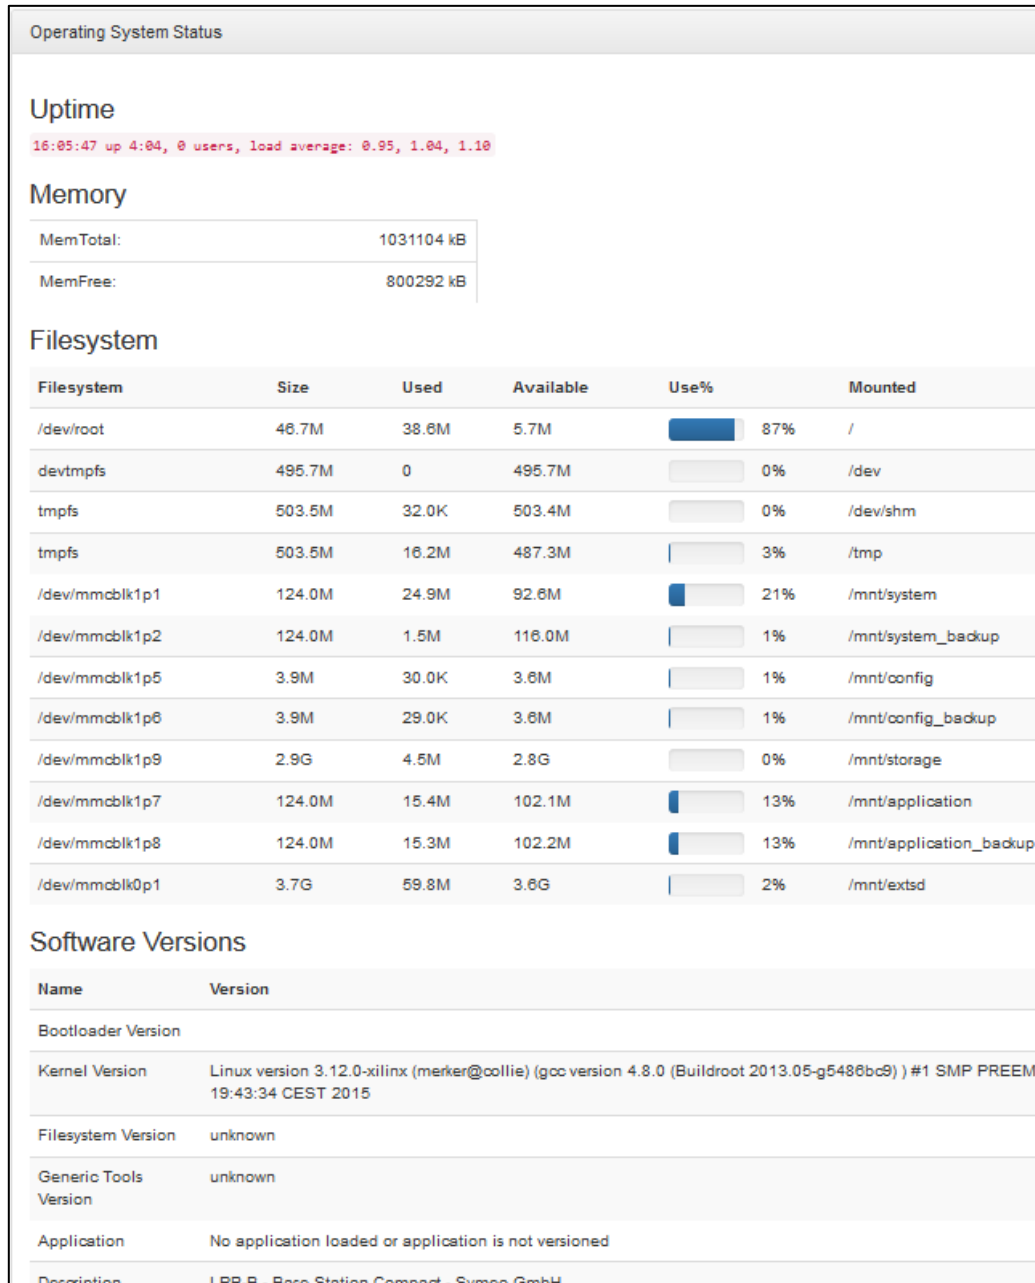 Operating System Status
Uptime
16:05:47 up 4:04, 0 users, load average: 0.95, 1.04, 1.10
Memory
MemTotal: 1031104 kB
MemFree: 800292 kB
Filesystem
Filesystem Size Used Available Use% Mounted
/dev/root 46.7M 38.6M 5.7M 87% /
devtmpfs 495.7M 0 495.7M 0% /dev
tmpfs 503.5M 32.0K 503.4M 0% /dev/shm
tmpfs 503.5M 16.2M 487.3M 3% /tmp
/dev/mmcblk1p1 124.0M 24.9M 92.6M 21% /mnt/system
/dev/mmcblk1p2 124.0M 1.5M 116.0M 1% /mnt/system_backup
/dev/mmcblk1p5 3.9M 30.0K 3.6M 1% /mnt/config
/dev/mmcblk1p6 3.9M 29.0K 3.6M 1% /mnt/config_backup
/dev/mmcblk1p9 2.9G 4.5M 2.8G 0% /mnt/storage
/dev/mmcblk1p7 124.0M 15.4M 102.1M 13% /mnt/application
/dev/mmcblk1p8 124.0M 15.3M 102.2M 13% /mnt/application_backup
/dev/mmcblk0p1 3.7G 59.8M 3.6G 2% /mnt/extsd
Software Versions
Name Version
Bootloader Version
Kernel Version Linux version 3.12.0-xilinx (merker@collie) (gcc version 4.8.0 (Buildroot 2013.05-g5486bc9) ) #1 SMP PREEM
19:43:34 CEST 2015
Filesystem Version unknown
Generic Tools unknown
Version
Application No application loaded or application is not versioned
Description Base Station Compact - GmbH